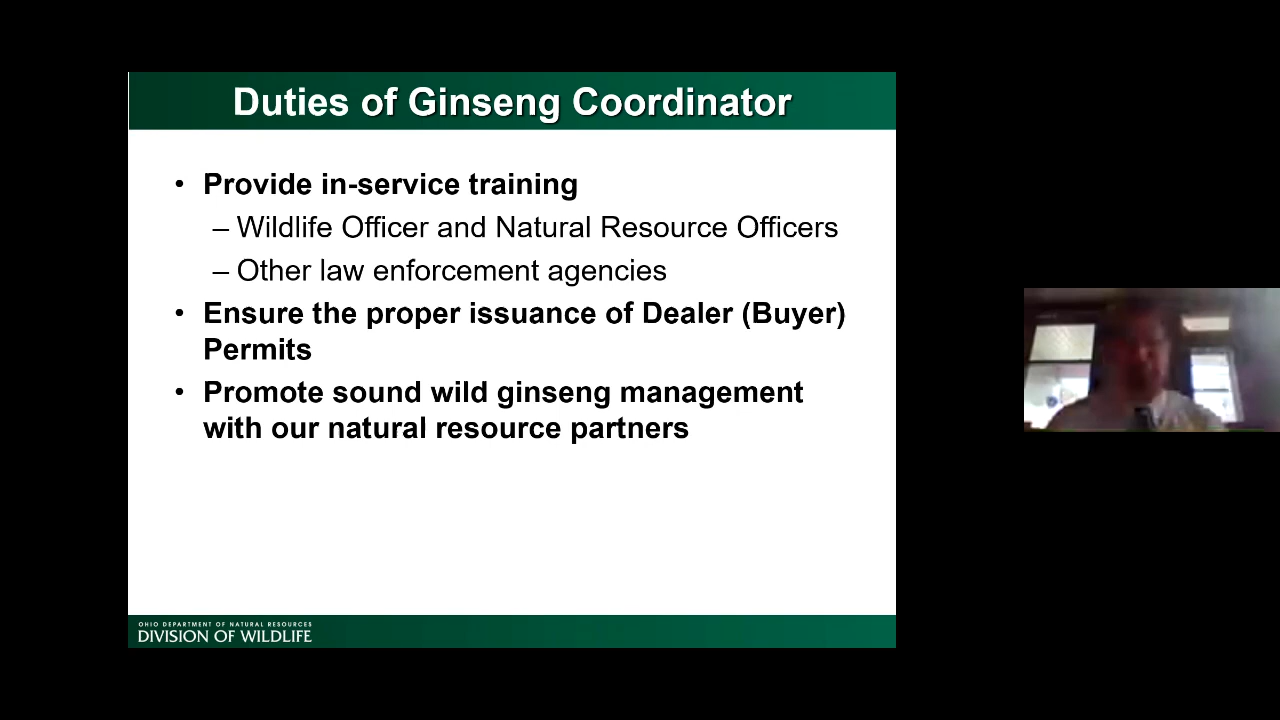 Duties of Ginseng Coordinator
• Provide in-service training
– Wildlife Officer and Natural Resource Officers
– Other law enforcement agencies
• Ensure the proper issuance of Dealer (Buyer)
Permits
• Promote sound wild ginseng management
with our natural resource partners
OHIO DEPARTMENT OF NATURAL RESOURCES
DIVISION OF WILDLIFE